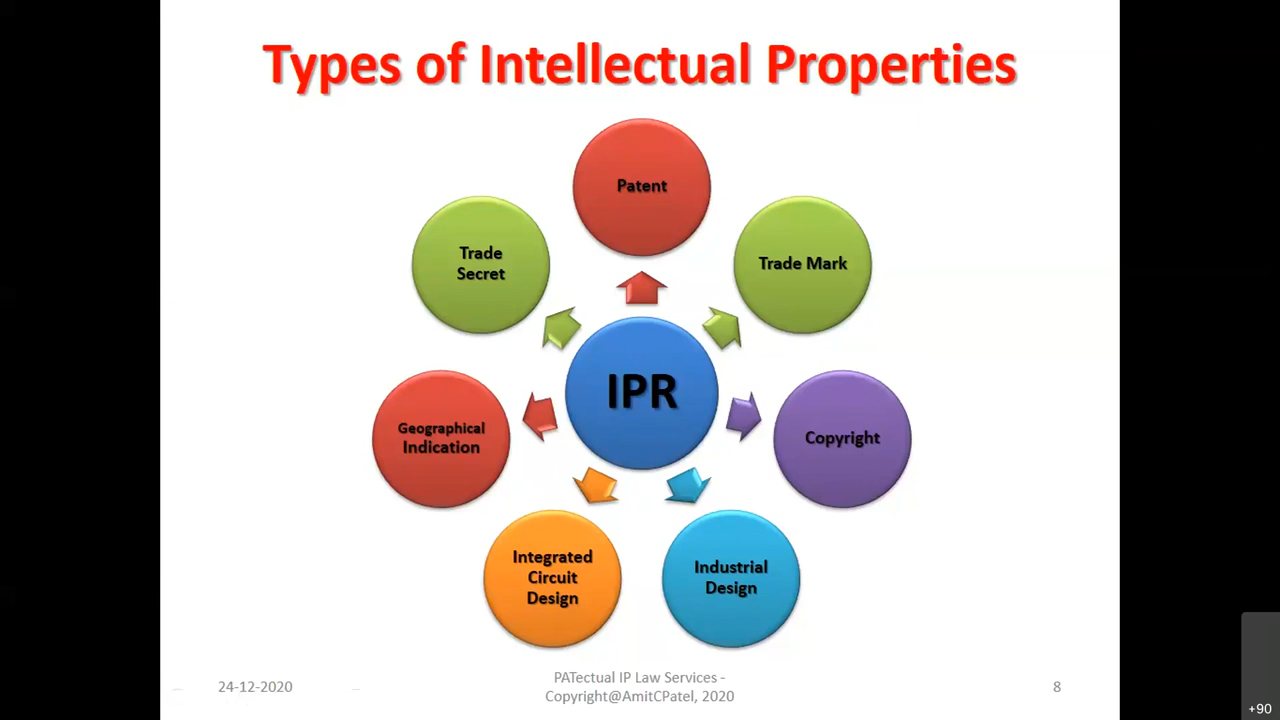 Types of Intellectual Properties
Patent
Trade
Secret
Trade Mark
IPR
Geographical
Indication
Copyright
Integrated
Circuit
Design
Industrial
Design
24-12-2020
PATectual IP Law Services -
Copyright@AmitCPatel, 2020
8
+90